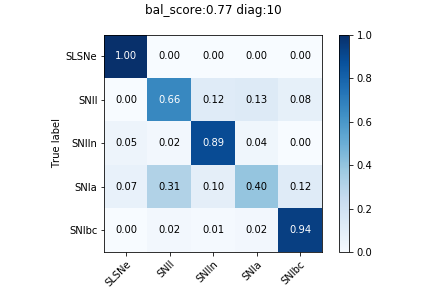 bal_score:0.77 diag:10
SLSNe 1.00 0.00 0.00 0.00 0.00
SNII 0.00 0.66 0.12 0.13 0.08
SNIIn 0.05 0.02 0.89 0.04 0.00
SNIa 0.07 0.31 0.10 0.40 0.12
SNIbc 0.00 0.02 0.01 0.02 0.94
True label
SLSNe SNII SNIIn SNIa SNIbc
1.0
0.8
0.6
0.4
0.2
0.0